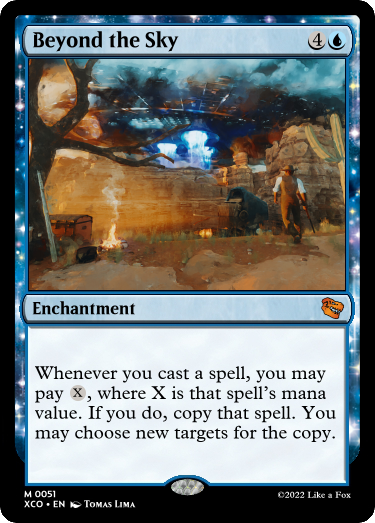 Beyond the Sky 4
Enchantment
Whenever you cast a spell, you may
pay X, where X is that spell's mana
value. If you do, copy that spell. You
may choose new targets for the copy.
M 0051
XCO • EN Tomas Lima
©2022 Like a Fox